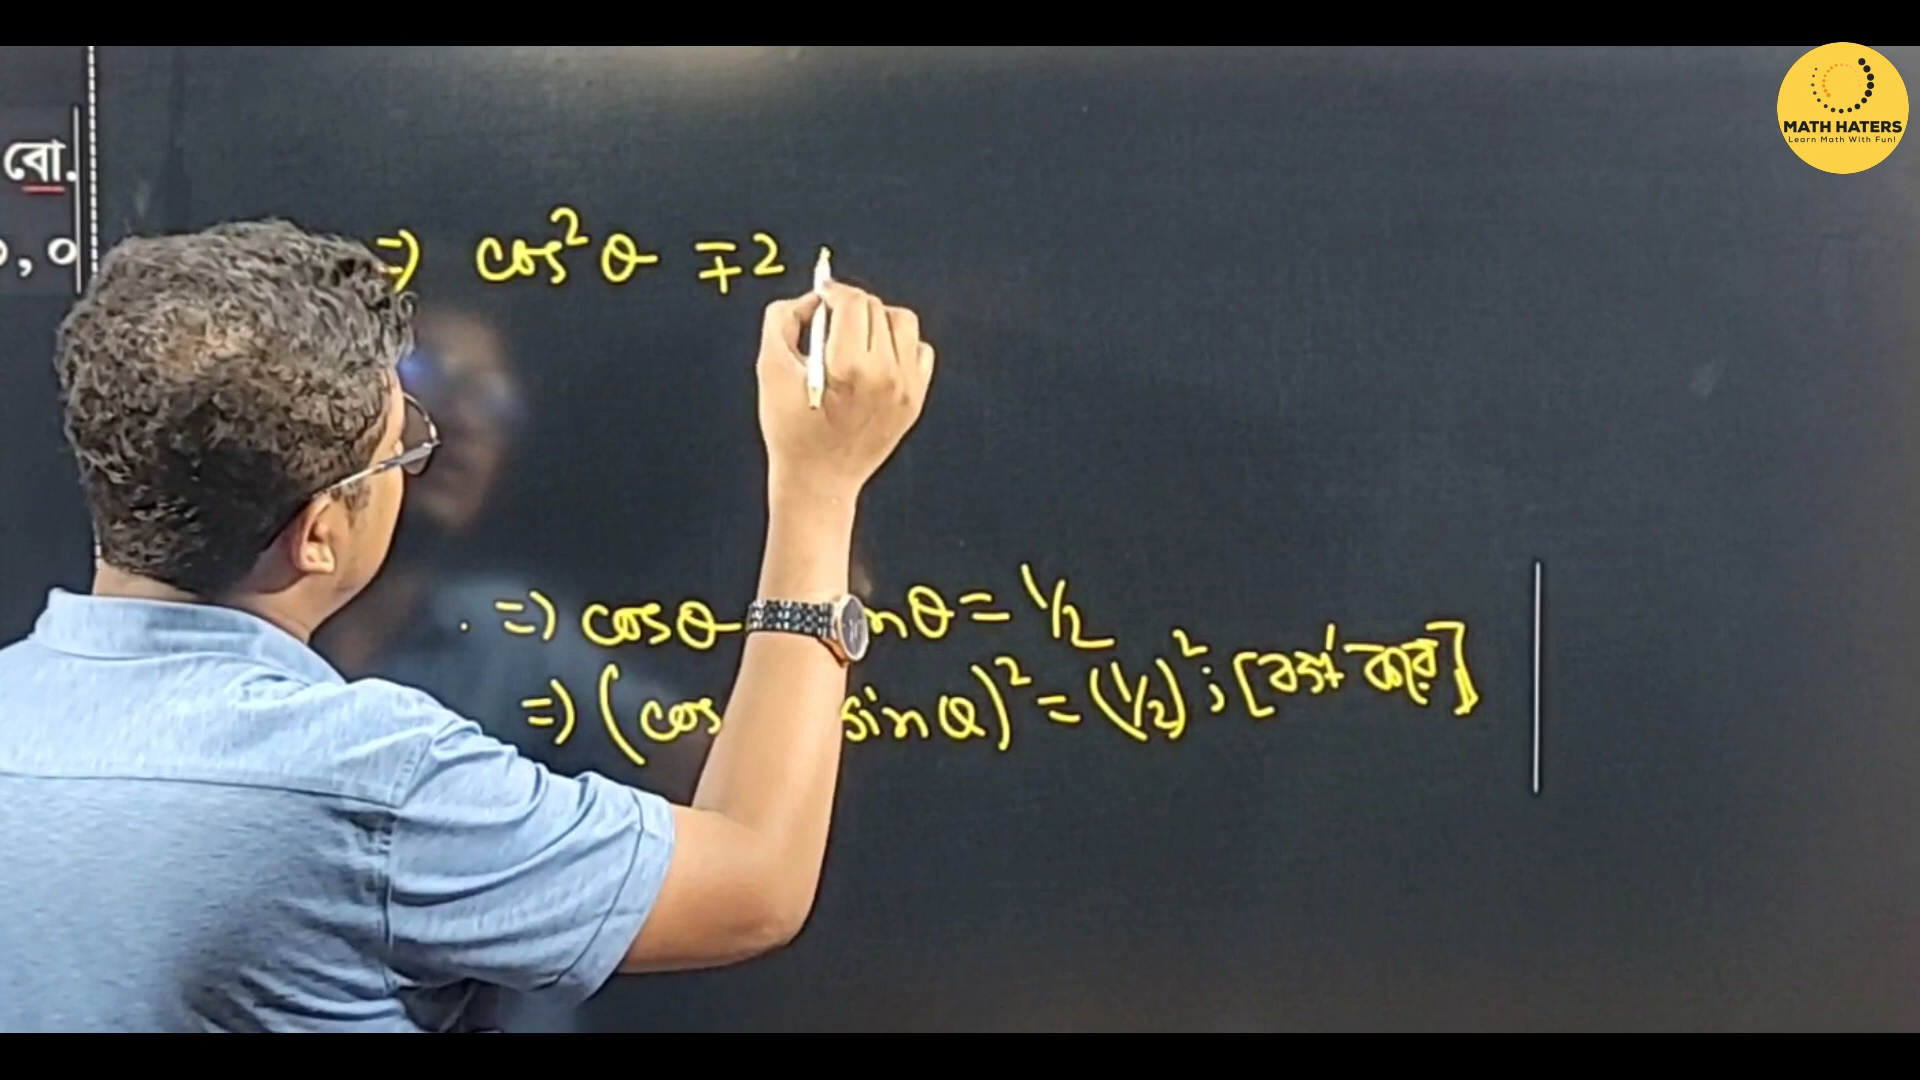 MATH HATERS
Learn Math With Fun!
বো.
, ০
⇒ cos²θ ∓2
⇒ cosθ inθ = 1/2
⇒ (cos sinθ)² = (1/2)² ; [বর্গ করে]